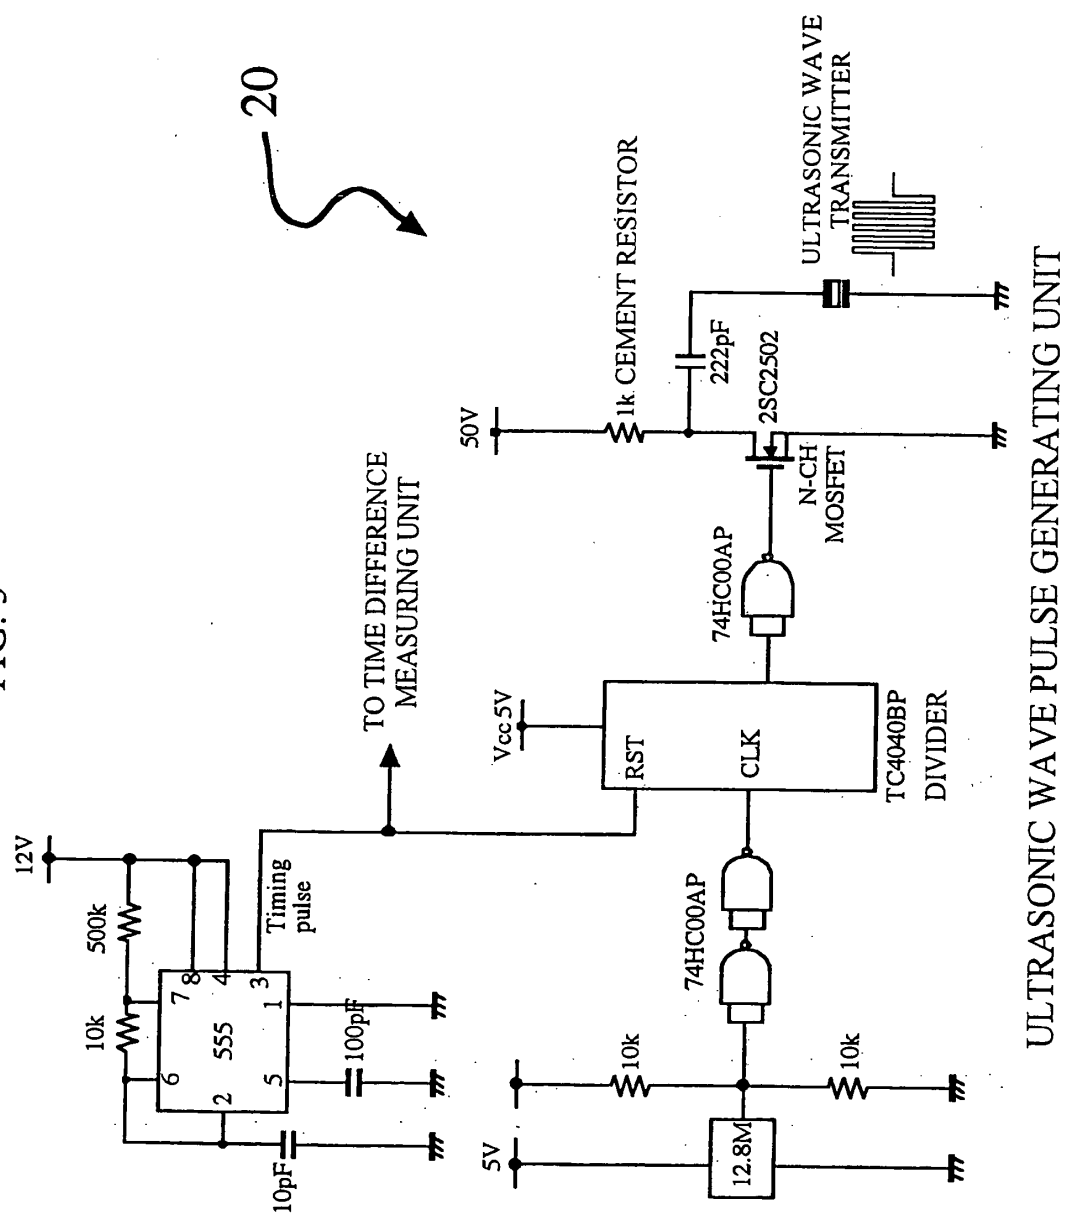 20
12V
500k
10k
7
8
4
3
6
555
1
2
5
Timing
pulse
100pF
10pF
TO TIME DIFFERENCE
MEASURING UNIT
50V
1k CEMENT RESISTOR
222pF
2SC2502
N-CH
MOSFET
ULTRASONIC WAVE
TRANSMITTER
Vcc 5V
RST
CLK
TC4040BP
DIVIDER
74HC00AP
74HC00AP
5V
10k
10k
12.8M
ULTRASONIC WAVE PULSE GENERATING UNIT